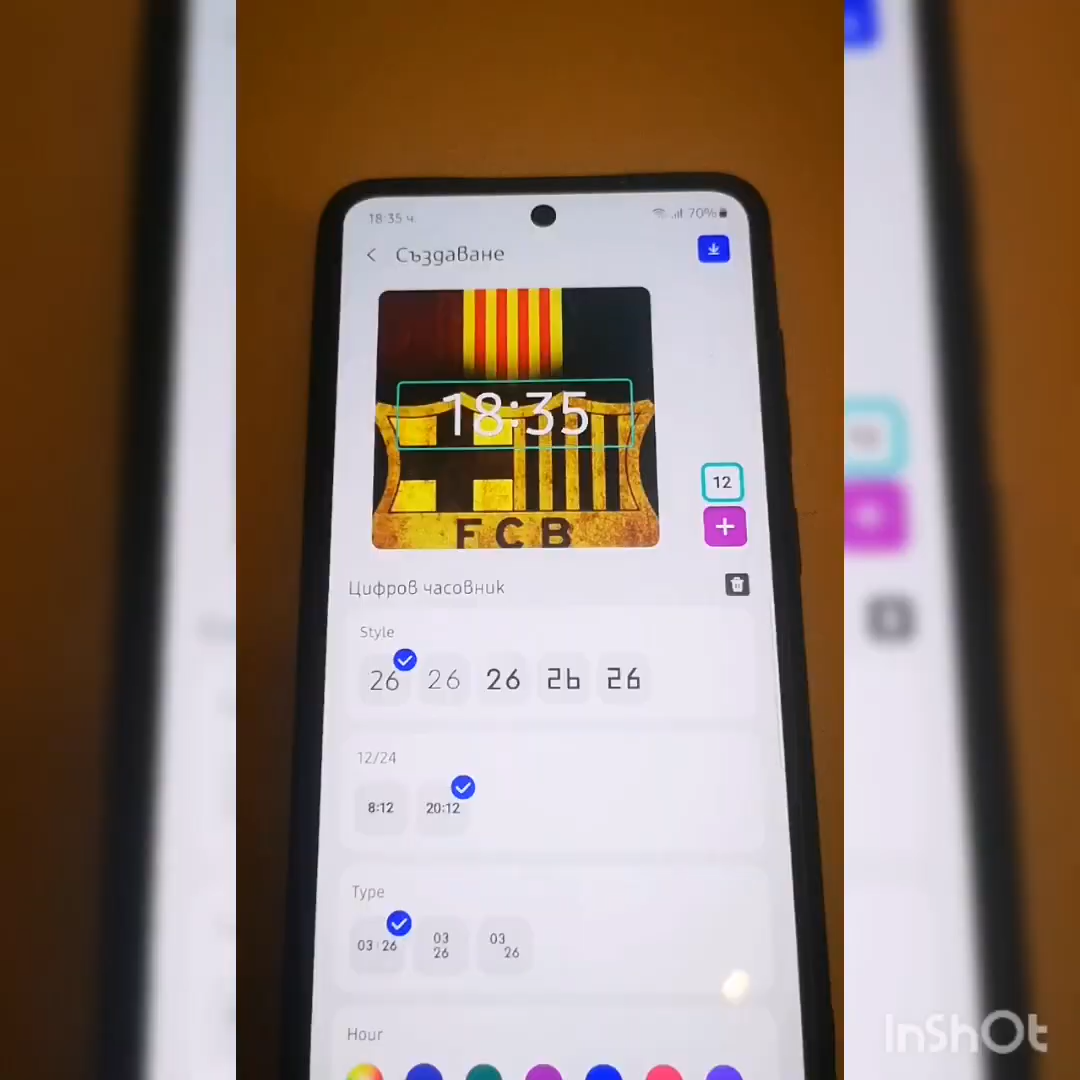 18:35 ч.
70%
Създаване
18:35
12
+
FCB
Цифров часовник
Style
26 26 26 26 26
12/24
8:12 20:12
Type
03:26 03 03
26 26
Hour
InShOt